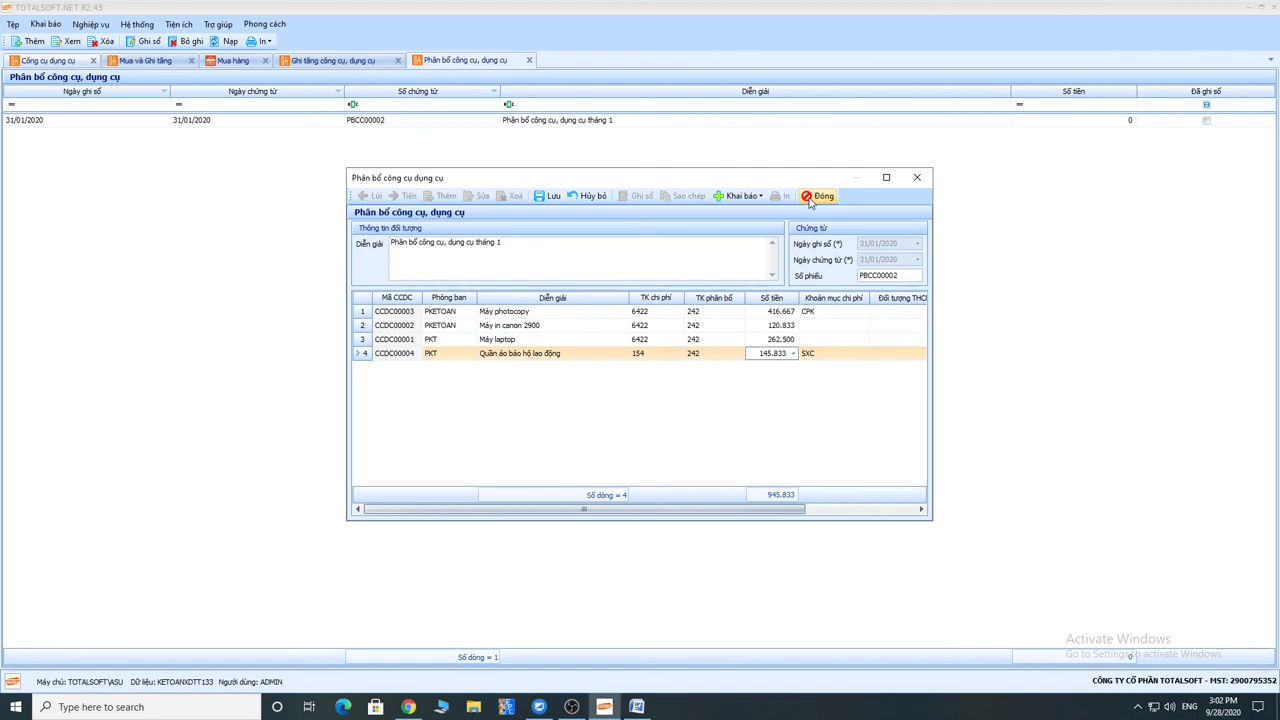 TOTALSOFT.NET R2.45
Tệp Khai báo Nghiệp vụ Hệ thống Tiện ích Trợ giúp Phong cách
Thêm Xem Xóa Ghi sổ Bỏ ghi Nạp In
Công cụ dụng cụ Mua và Ghi tăng Mua hàng Ghi tăng công cụ, dụng cụ Phân bổ công cụ, dụng cụ
Phân bổ công cụ, dụng cụ
Ngày ghi sổ Ngày chứng từ Số chứng từ Diễn giải Số tiền Đã ghi sổ
31/01/2020 31/01/2020 PBCC00002 Phân bổ công cụ, dụng cụ tháng 1 0
Phân bổ công cụ dụng cụ
Lùi Tiến Thêm Sửa Xoá Lưu Hủy bỏ Ghi sổ Sao chép Khai báo In Đóng
Phân bổ công cụ, dụng cụ
Thông tin đối tượng Chứng từ
Diễn giải Phân bổ công cụ, dụng cụ tháng 1 Ngày ghi sổ (*) 31/01/2020
Ngày chứng từ (*) 31/01/2020
Số phiếu PBCC00002
Mã CCDC Phòng ban Diễn giải TK chi phí TK phân bổ Số tiền Khoản mục chi phí Đối tượng THCP
1 CCDC00003 PKETOAN Máy photocopy 6422 242 416.667 CPK
2 CCDC00002 PKETOAN Máy in canon 2900 6422 242 120.833
3 CCDC00001 PKT Máy laptop 6422 242 262.500
4 CCDC00004 PKT Quần áo bảo hộ lao động 154 242 145.833 SXC
Số dòng = 4 945.833
Activate Windows
Go to Settings to activate Windows.
Số dòng = 1 0
Máy chủ: TOTALSOFT\ASU Dữ liệu: KETOANXDTT133 Người dùng: ADMIN CÔNG TY CỔ PHẦN TOTALSOFT - MST: 2900795352
Type here to search ENG 3:02 PM
9/28/2020